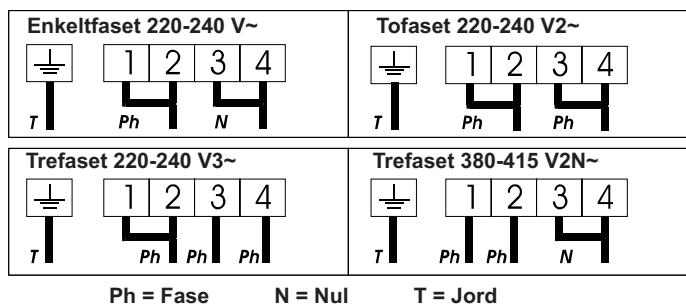 Enkeltfaset 220-240 V~
1 2 3 4
T Ph N
Tofaset 220-240 V2~
1 2 3 4
T Ph Ph
Trefaset 220-240 V3~
1 2 3 4
T Ph Ph Ph
Trefaset 380-415 V2N~
1 2 3 4
T Ph Ph N
Ph = Fase N = Nul T = Jord